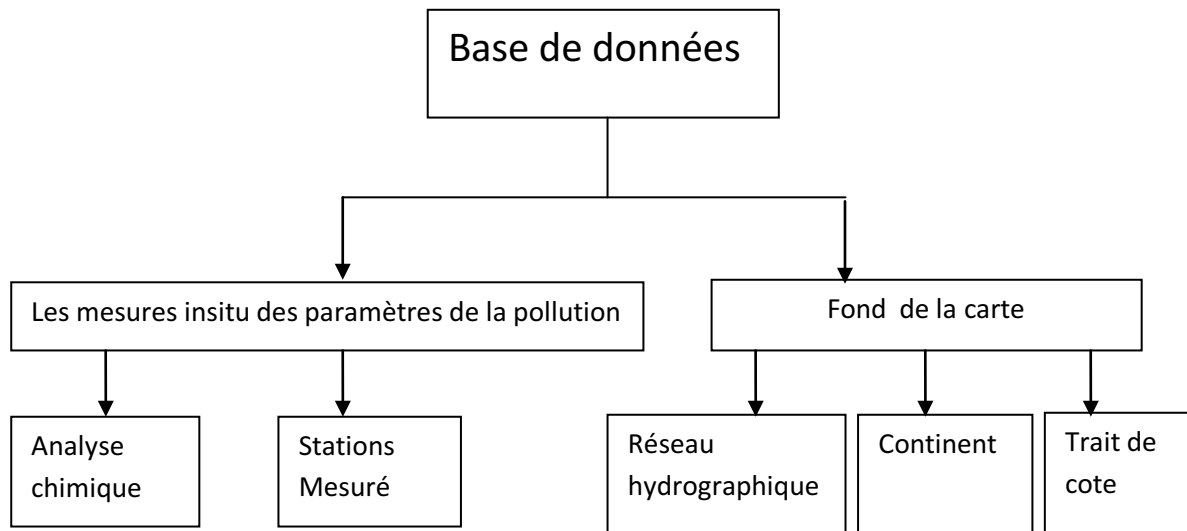 Base de données
Les mesures insitu des paramètres de la pollution
Fond de la carte
Analyse
chimique
Stations
Mesuré
Réseau
hydrographique
Continent
Trait de
cote